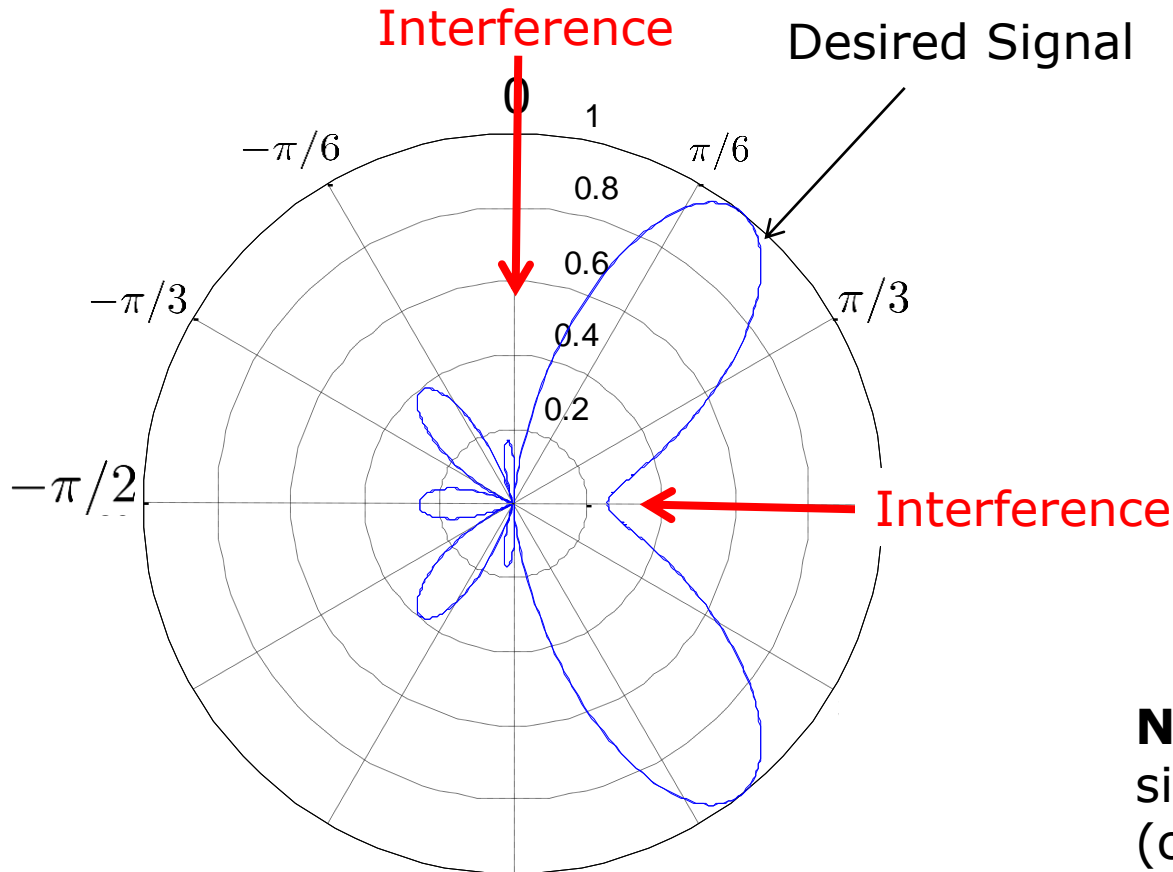 Interference
Desired Signal
0
1
−π/6
π/6
0.8
0.6
−π/3
π/3
0.4
0.2
−π/2
Interference
N
si
(c